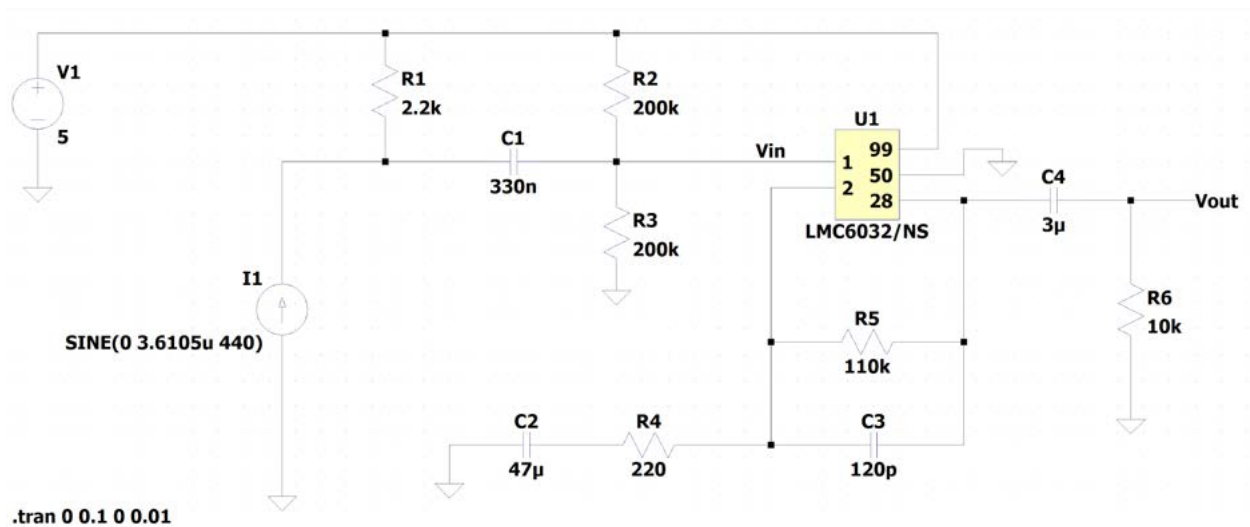 V1
5
R1
2.2k
R2
200k
C1
330n
Vin
U1
1
2
99
50
28
LMC6032/NS
C4
3µ
Vout
R3
200k
I1
SINE(0 3.6105u 440)
R5
110k
R6
10k
C2
47µ
R4
220
C3
120p
.tran 0 0.1 0 0.01